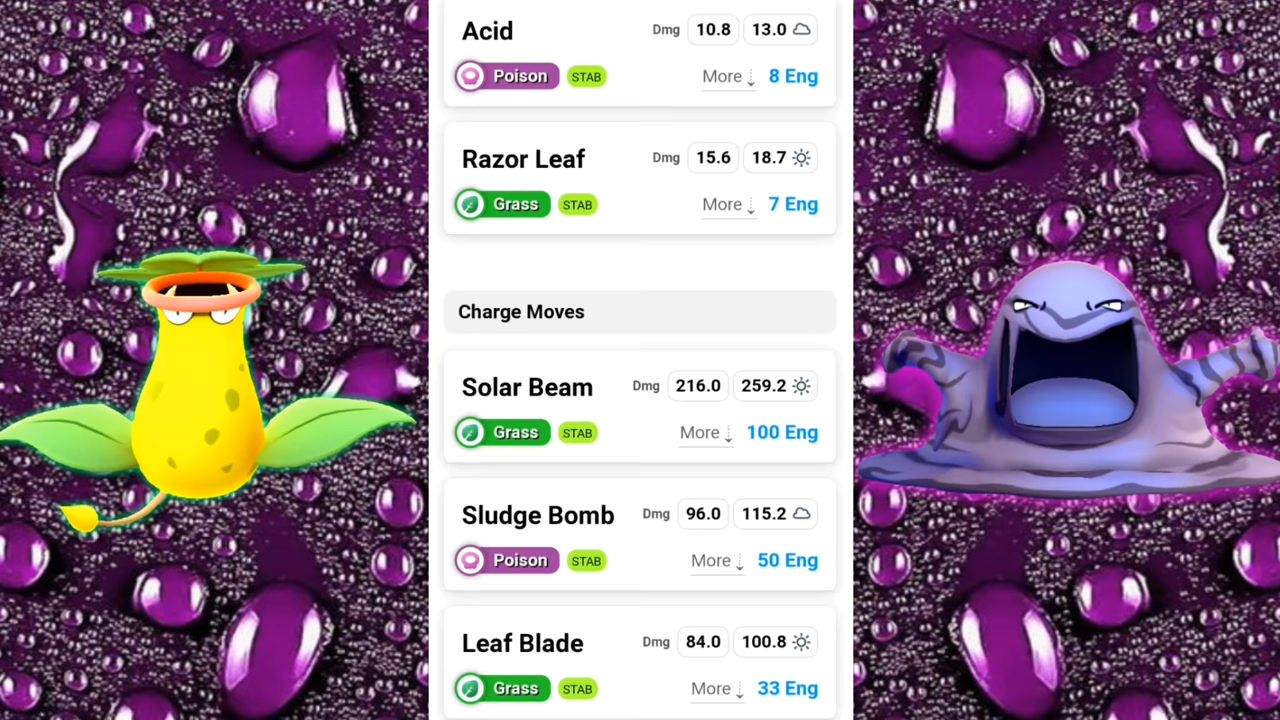 Acid Dmg 10.8 13.0
Poison STAB More 8 Eng
Razor Leaf Dmg 15.6 18.7
Grass STAB More 7 Eng
Charge Moves
Solar Beam Dmg 216.0 259.2
Grass STAB More 100 Eng
Sludge Bomb Dmg 96.0 115.2
Poison STAB More 50 Eng
Leaf Blade Dmg 84.0 100.8
Grass STAB More 33 Eng